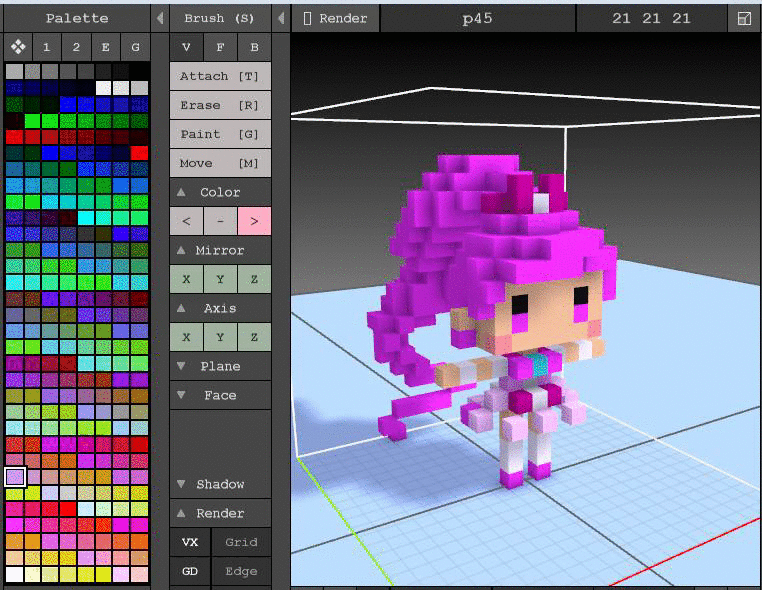 Palette
Brush (S)
Render
p45
21 21 21
1 2 E G
V F B
Attach [T]
Erase [R]
Paint [G]
Move [M]
Color
< - >
Mirror
X Y Z
Axis
X Y Z
Plane
Face
Shadow
Render
VX Grid
GD Edge